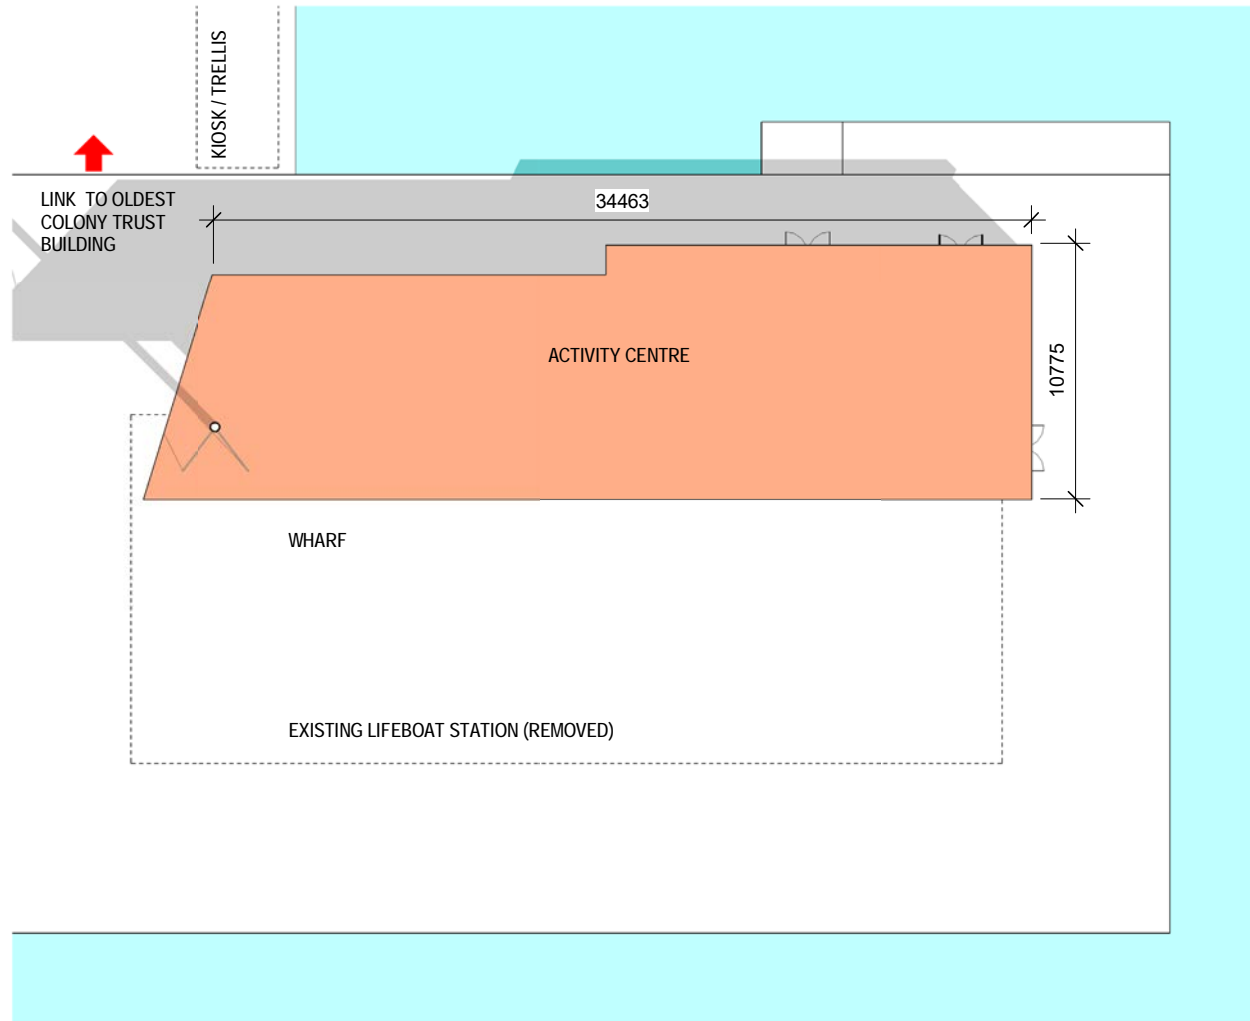 KIOSK / TRELLIS
LINK TO OLDEST
COLONY TRUST
BUILDING
34463
ACTIVITY CENTRE
10775
WHARF
EXISTING LIFEBOAT STATION (REMOVED)